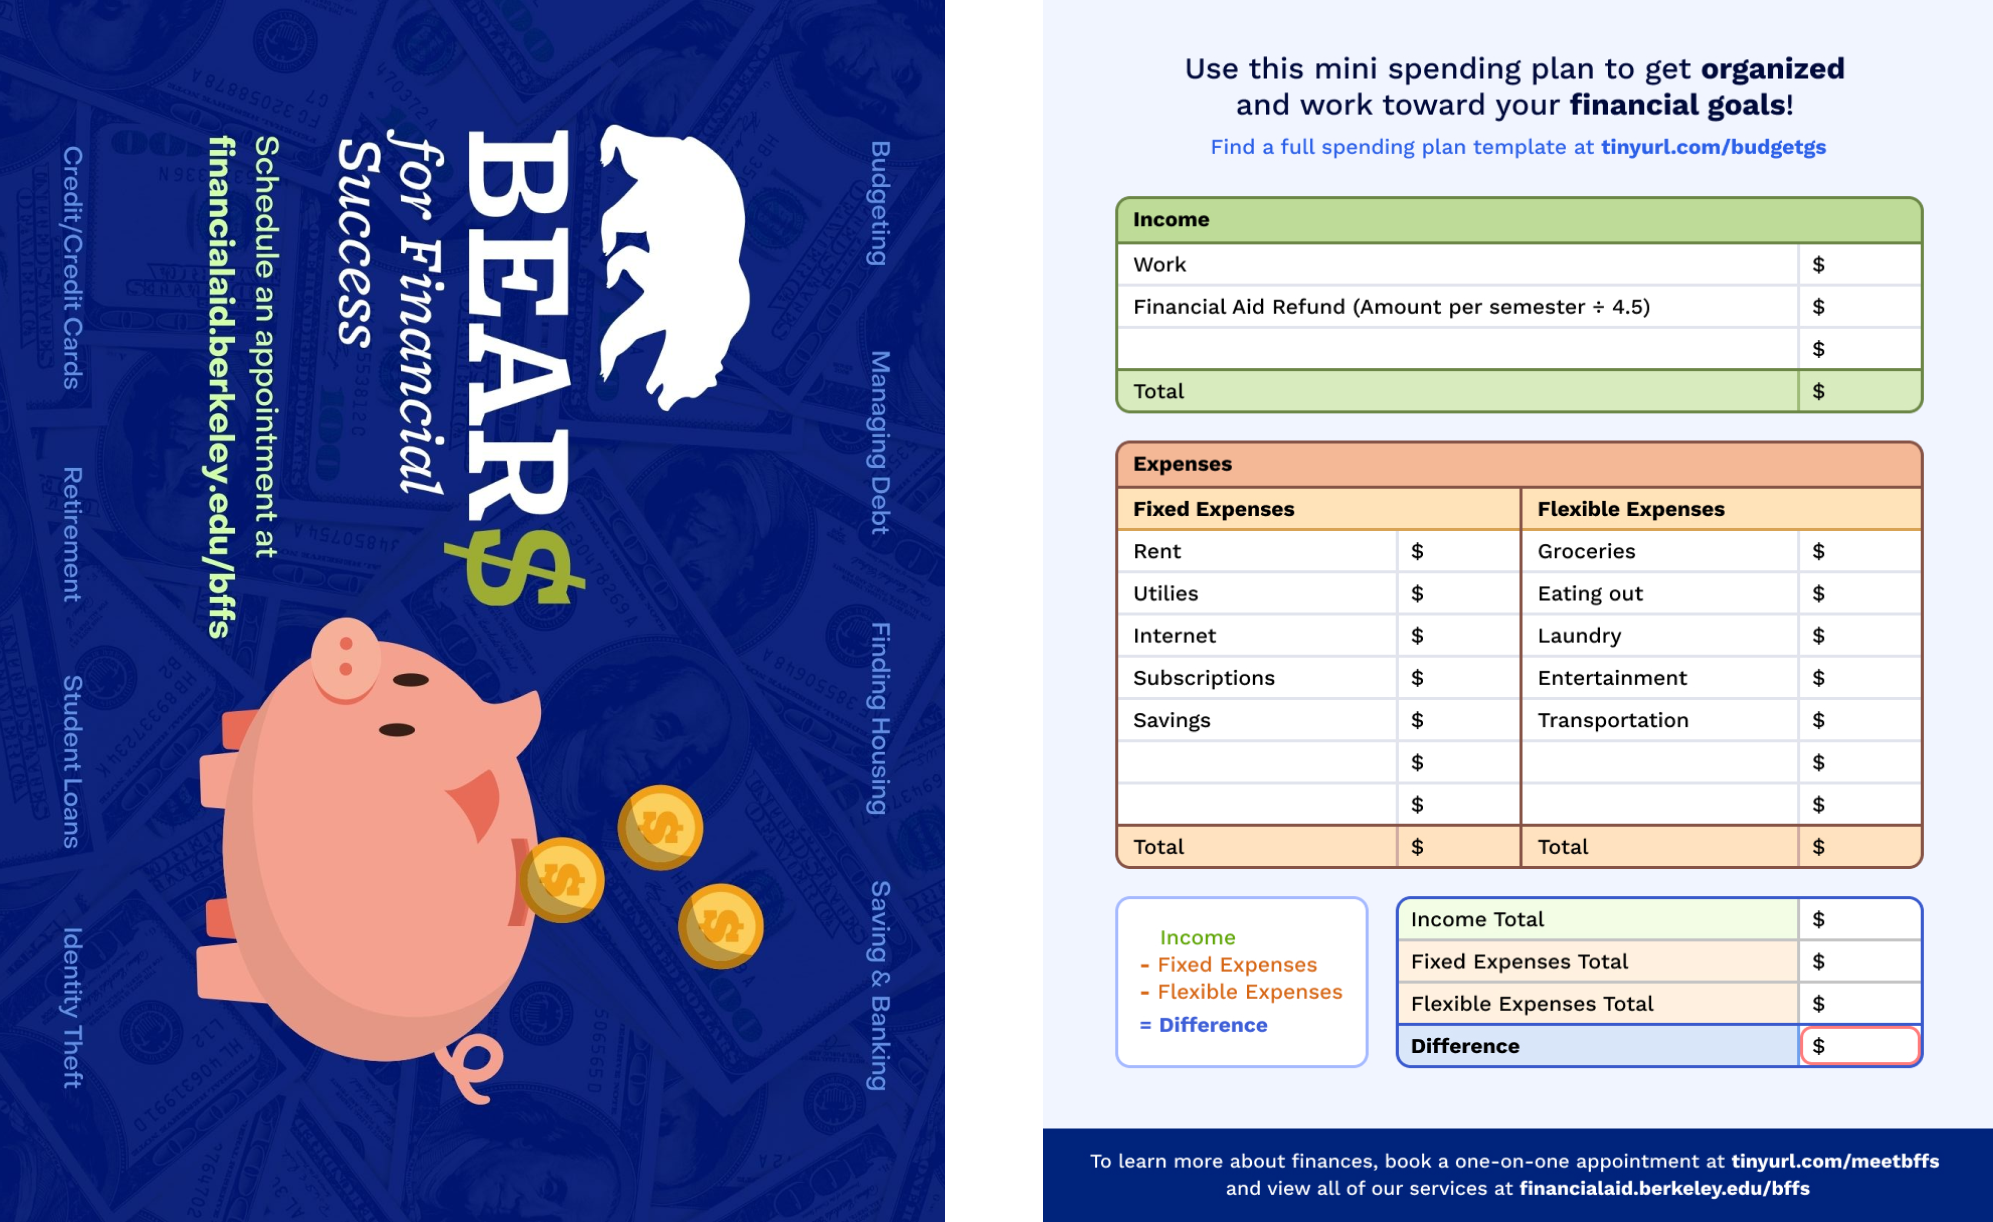 Budgeting
Managing Debt
Finding Housing
Saving & Banking
BEAR$
for Financial
Success
Schedule an appointment at
financialaid.berkeley.edu/bffs
Credit/Credit Cards
Retirement
Student Loans
Identity Theft
Use this mini spending plan to get organized
and work toward your financial goals!
Find a full spending plan template at tinyurl.com/budgetgs
Income
Work $
Financial Aid Refund (Amount per semester ÷ 4.5) $
$
Total $
Expenses
Fixed Expenses Flexible Expenses
Rent $ Groceries $
Utilies $ Eating out $
Internet $ Laundry $
Subscriptions $ Entertainment $
Savings $ Transportation $
$ $
$ $
Total $ Total $
Income
- Fixed Expenses
- Flexible Expenses
= Difference
Income Total $
Fixed Expenses Total $
Flexible Expenses Total $
Difference $
To learn more about finances, book a one-on-one appointment at tinyurl.com/meetbffs
and view all of our services at financialaid.berkeley.edu/bffs